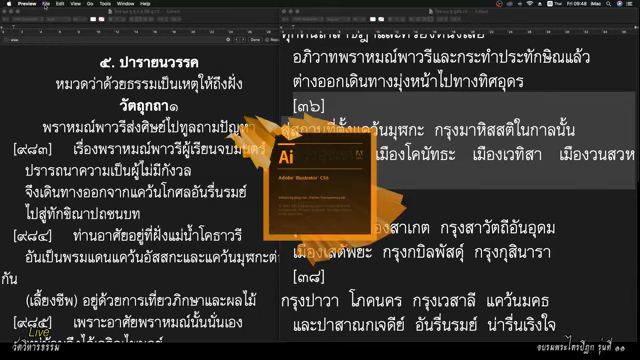 Preview File Edit View Go Tools Window Help
Fri 09:48 iMac
๕. ปารายนวรรค
หมวดว่าด้วยธรรมเป็นเหตุให้ถึงฝั่ง
วัตถุกถา๑
พราหมณ์พาวรีส่งศิษย์ไปทูลถามปัญหา
[๙๘๓] เรื่องพราหมณ์พาวรีผู้เรียนจบมนตร์
ปรารถนาความเป็นผู้ไม่มีกังวล
จึงเดินทางออกจากแคว้นโกศลอันรื่นรมย์
ไปสู่ทักขิณาปถชนบท
[๙๘๔] ท่านอาศัยอยู่ที่ฝั่งแม่น้ำโคธาวรี
อันเป็นพรมแดนแคว้นอัสสกะและแคว้นมุฬกะต่อ
กัน
(เลี้ยงชีพ) อยู่ด้วยการเที่ยวภิกษาและผลไม้
[๙๘๕] เพราะอาศัยพราหมณ์นั้นนั่นเอง
อภิวาทพราหมณ์พาวรีและกระทำประทักษิณแล้ว
ต่างออกเดินทางมุ่งหน้าไปทางทิศอุดร
[๓๖]
สู่สถานที่ตั้งแคว้นมุฬกะ กรุงมาหิสสติในกาลนั้น
เมืองโคนัทธะ เมืองเวทิสา เมืองวนสวห
Ai
Adobe Illustrator CS6
สาเกต กรุงสาวัตถีอันอุดม
เมืองเสตัพยะ กรุงกบิลพัสดุ์ กรุงกุสินารา
[๓๘]
กรุงปาวา โภคนคร กรุงเวสาลี แคว้นมคธ
และปาสาณกเจดีย์ อันรื่นรมย์ น่ารื่นเริงใจ
Live
วัดวีหารธรรม
อบรมพระไตรปิฎก รุ่นที่ ๑๑